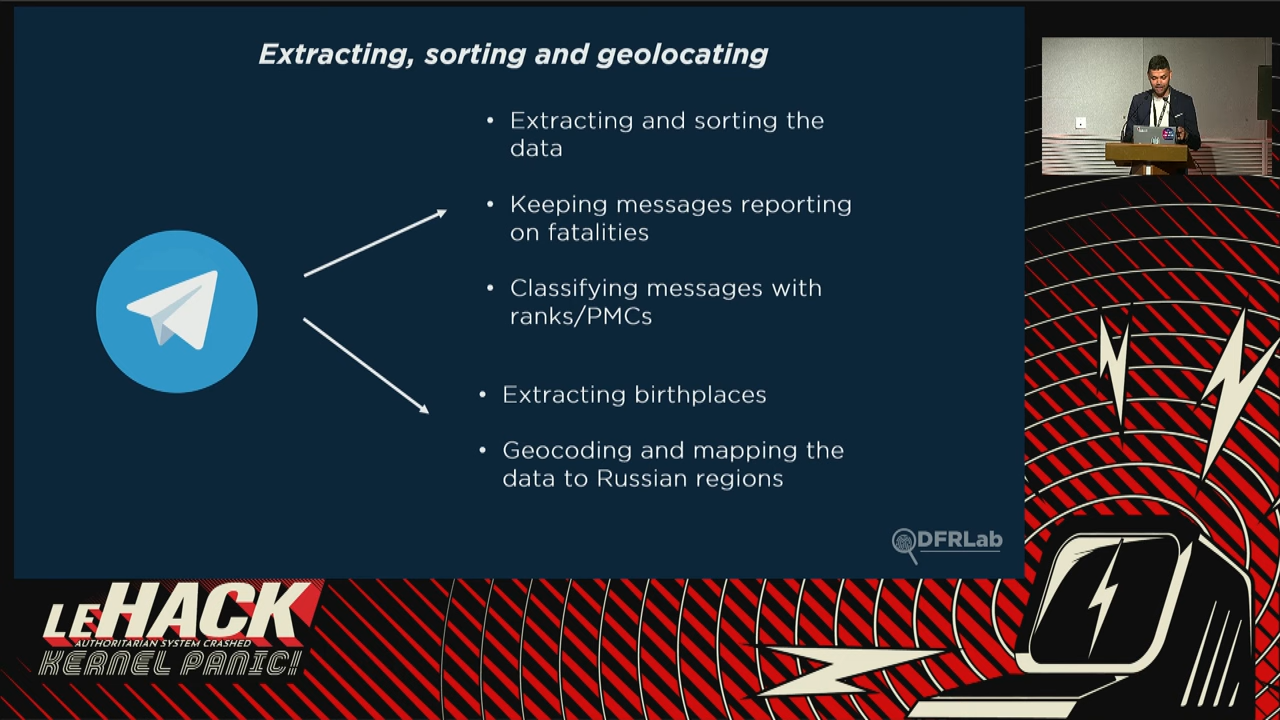 Extracting, sorting and geolocating
• Extracting and sorting the
data
• Keeping messages reporting
on fatalities
• Classifying messages with
ranks/PMCs
• Extracting birthplaces
• Geocoding and mapping the
data to Russian regions
DFRLab
LEHACK
AUTHORITARIAN SYSTEM CRASHED
KERNEL PANIC!